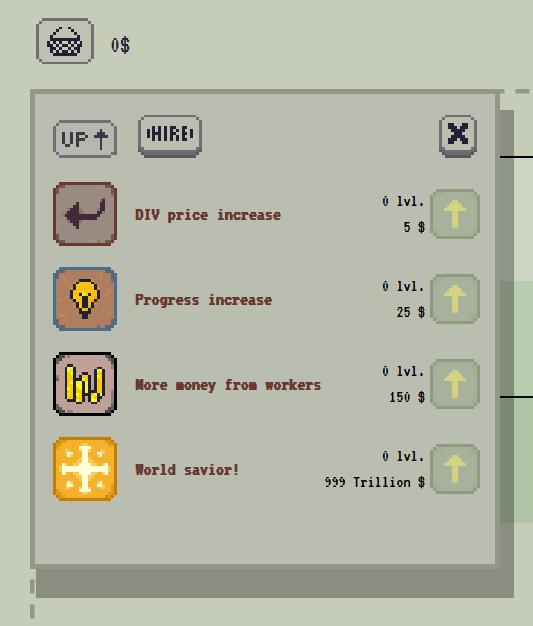 0$
UP
HIRE
DIV price increase
0 lvl.
5 $
Progress increase
0 lvl.
25 $
More money from workers
0 lvl.
150 $
World savior!
0 lvl.
999 Trillion $